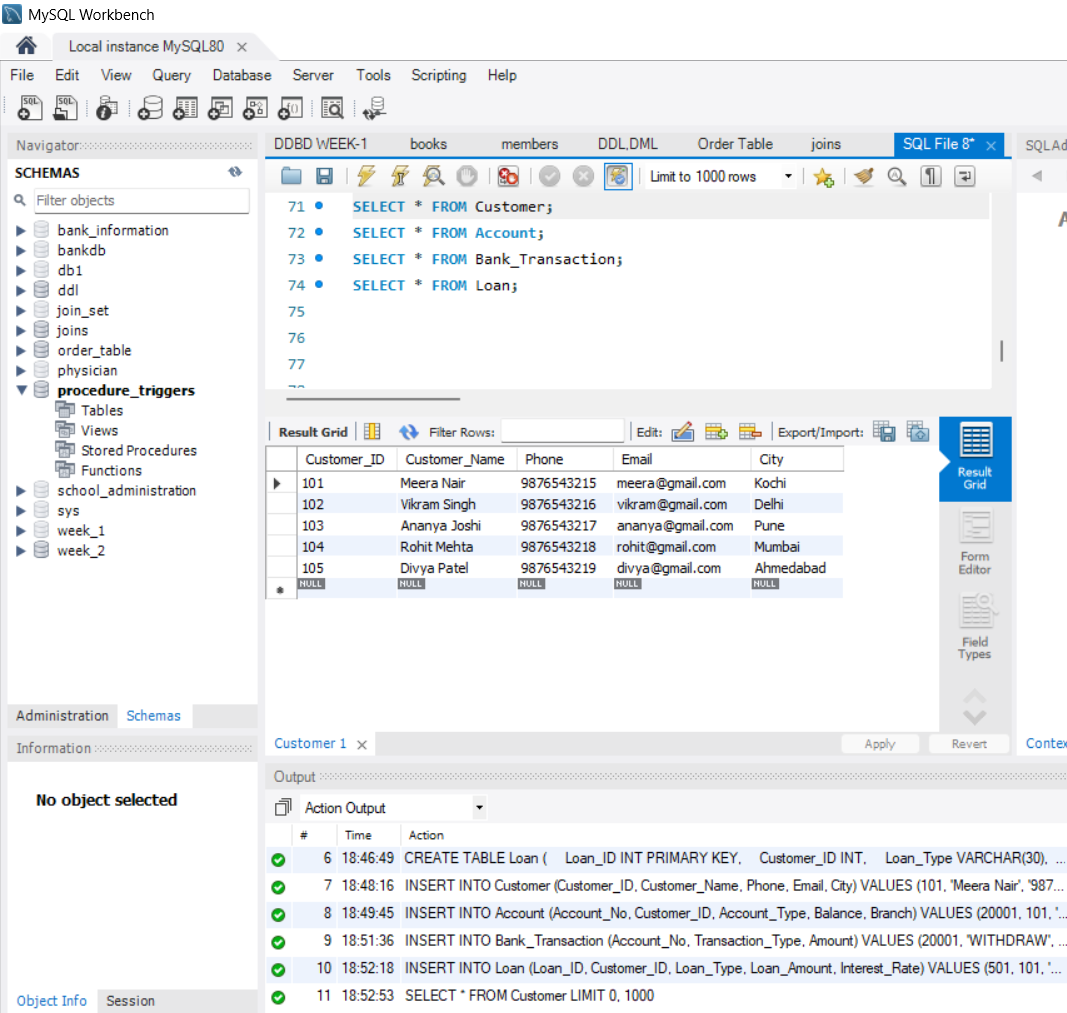 MySQL Workbench
Local instance MySQL80
File Edit View Query Database Server Tools Scripting Help
Navigator
SCHEMAS
Filter objects
bank_information
bankdb
db1
ddl
join_set
joins
order_table
physician
procedure_triggers
Tables
Views
Stored Procedures
Functions
school_administration
sys
week_1
week_2
Administration Schemas
Information
No object selected
Object Info Session
DDBD WEEK-1 books members DDL,DML Order Table joins SQL File 8*
Limit to 1000 rows
71 SELECT * FROM Customer;
72 SELECT * FROM Account;
73 SELECT * FROM Bank_Transaction;
74 SELECT * FROM Loan;
75
76
77
Result Grid Filter Rows: Edit: Export/Import:
Customer_ID Customer_Name Phone Email City
101 Meera Nair 9876543215 meera@gmail.com Kochi
102 Vikram Singh 9876543216 vikram@gmail.com Delhi
103 Ananya Joshi 9876543217 ananya@gmail.com Pune
104 Rohit Mehta 9876543218 rohit@gmail.com Mumbai
105 Divya Patel 9876543219 divya@gmail.com Ahmedabad
NULL NULL NULL NULL NULL
Result
Grid
Form
Editor
Field
Types
Customer 1
Apply Revert
Output
Action Output
# Time Action
6 18:46:49 CREATE TABLE Loan ( Loan_ID INT PRIMARY KEY, Customer_ID INT, Loan_Type VARCHAR(30), ...
7 18:48:16 INSERT INTO Customer (Customer_ID, Customer_Name, Phone, Email, City) VALUES (101, 'Meera Nair', '987...
8 18:49:45 INSERT INTO Account (Account_No, Customer_ID, Account_Type, Balance, Branch) VALUES (20001, 101, '...
9 18:51:36 INSERT INTO Bank_Transaction (Account_No, Transaction_Type, Amount) VALUES (20001, 'WITHDRAW', ...
10 18:52:18 INSERT INTO Loan (Loan_ID, Customer_ID, Loan_Type, Loan_Amount, Interest_Rate) VALUES (501, 101, '...
11 18:52:53 SELECT * FROM Customer LIMIT 0, 1000